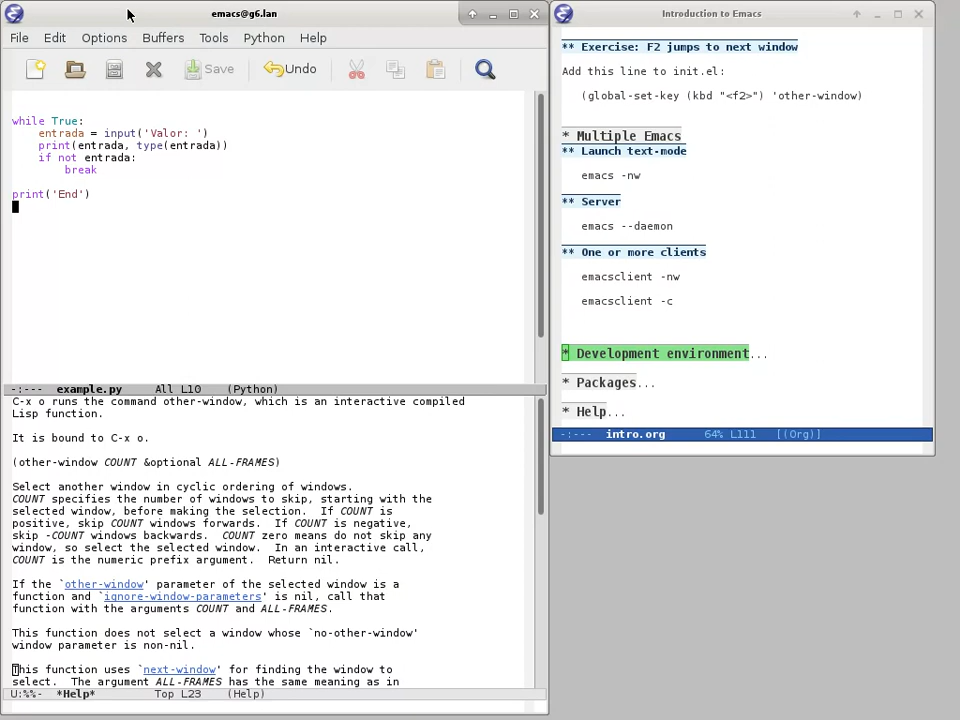 emacs@g6.lan
File Edit Options Buffers Tools Python Help
Save Undo
while True:
entrada = input('Valor: ')
print(entrada, type(entrada))
if not entrada:
break
print('End')
-:--- example.py All L10 (Python)
C-x o runs the command other-window, which is an interactive compiled
Lisp function.
It is bound to C-x o.
(other-window COUNT &optional ALL-FRAMES)
Select another window in cyclic ordering of windows.
COUNT specifies the number of windows to skip, starting with the
selected window, before making the selection.  If COUNT is
positive, skip COUNT windows forwards.  If COUNT is negative,
skip -COUNT windows backwards.  COUNT zero means do not skip any
window, so select the selected window.  In an interactive call,
COUNT is the numeric prefix argument.  Return nil.
If the `other-window' parameter of the selected window is a
function and `ignore-window-parameters' is nil, call that
function with the arguments COUNT and ALL-FRAMES.
This function does not select a window whose `no-other-window'
window parameter is non-nil.
This function uses `next-window' for finding the window to
select.  The argument ALL-FRAMES has the same meaning as in
U:%%- *Help* Top L23 (Help)
Introduction to Emacs
** Exercise: F2 jumps to next window
Add this line to init.el:
(global-set-key (kbd "<f2>") 'other-window)
* Multiple Emacs
** Launch text-mode
emacs -nw
** Server
emacs --daemon
** One or more clients
emacsclient -nw
emacsclient -c
* Development environment...
* Packages...
* Help...
-:--- intro.org 64% L111 [(Org)]